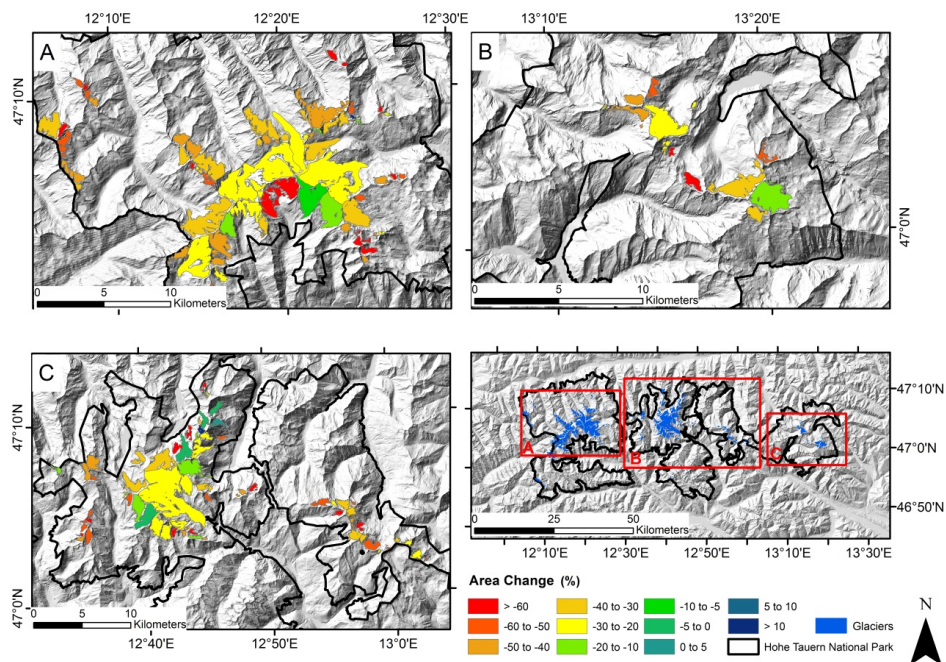 12°10'E
12°20'E
12°30'E
A
47°10'N
0
5
10
Kilometers
13°10'E
13°20'E
B
47°0'N
0
5
10
Kilometers
C
47°10'N
47°0'N
0
5
10
Kilometers
12°40'E
12°50'E
13°0'E
A
B
C
47°10'N
47°0'N
46°50'N
0
25
50
Kilometers
12°10'E
12°30'E
12°50'E
13°10'E
13°30'E
Area Change (%)
> -60
-60 to -50
-50 to -40
-40 to -30
-30 to -20
-20 to -10
-10 to -5
-5 to 0
0 to 5
5 to 10
> 10
Glaciers
Hohe Tauern National Park
N